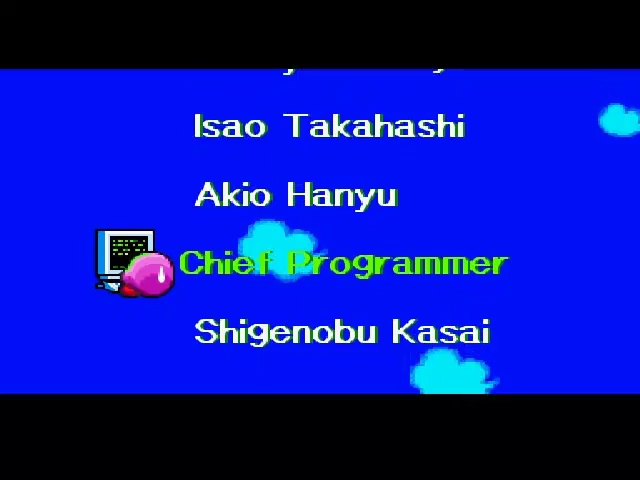 Isao Takahashi
Akio Hanyu
Chief Programmer
Shigenobu Kasai